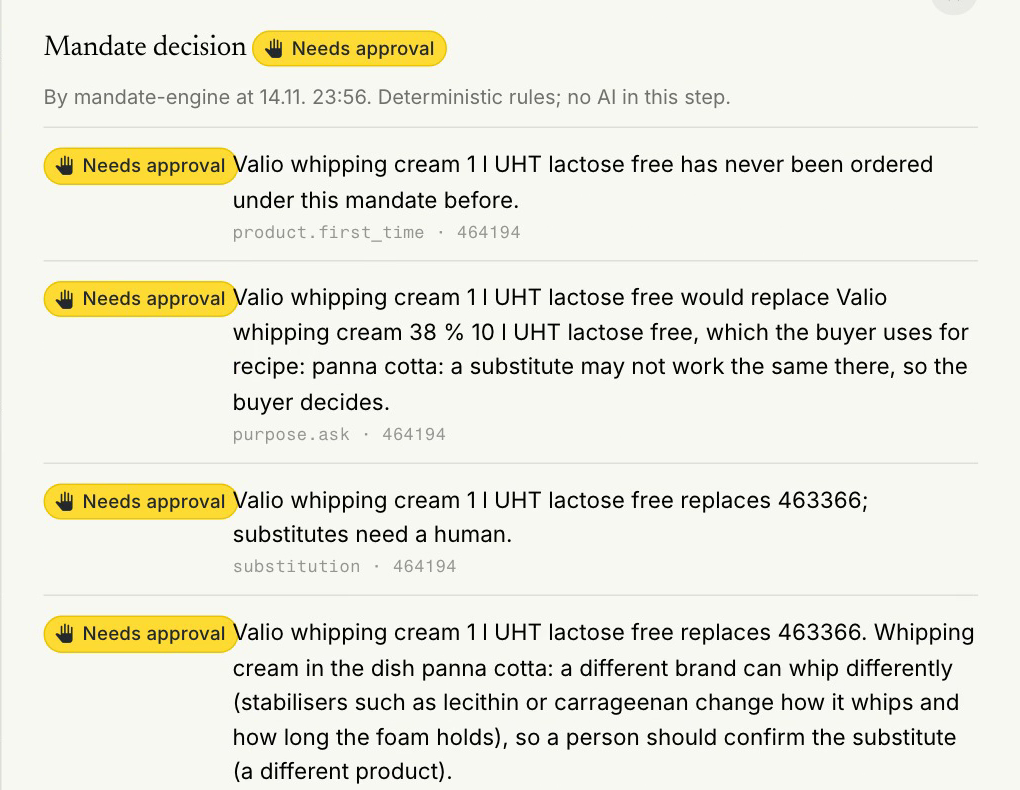 Mandate decision Needs approval
By mandate-engine at 14.11. 23:56. Deterministic rules; no AI in this step.
Needs approval Valio whipping cream 1 l UHT lactose free has never been ordered
under this mandate before.
product.first_time · 464194
Needs approval Valio whipping cream 1 l UHT lactose free would replace Valio
whipping cream 38 % 10 l UHT lactose free, which the buyer uses for
recipe: panna cotta: a substitute may not work the same there, so the
buyer decides.
purpose.ask · 464194
Needs approval Valio whipping cream 1 l UHT lactose free replaces 463366;
substitutes need a human.
substitution · 464194
Needs approval Valio whipping cream 1 l UHT lactose free replaces 463366. Whipping
cream in the dish panna cotta: a different brand can whip differently
(stabilisers such as lecithin or carrageenan change how it whips and
how long the foam holds), so a person should confirm the substitute
(a different product).